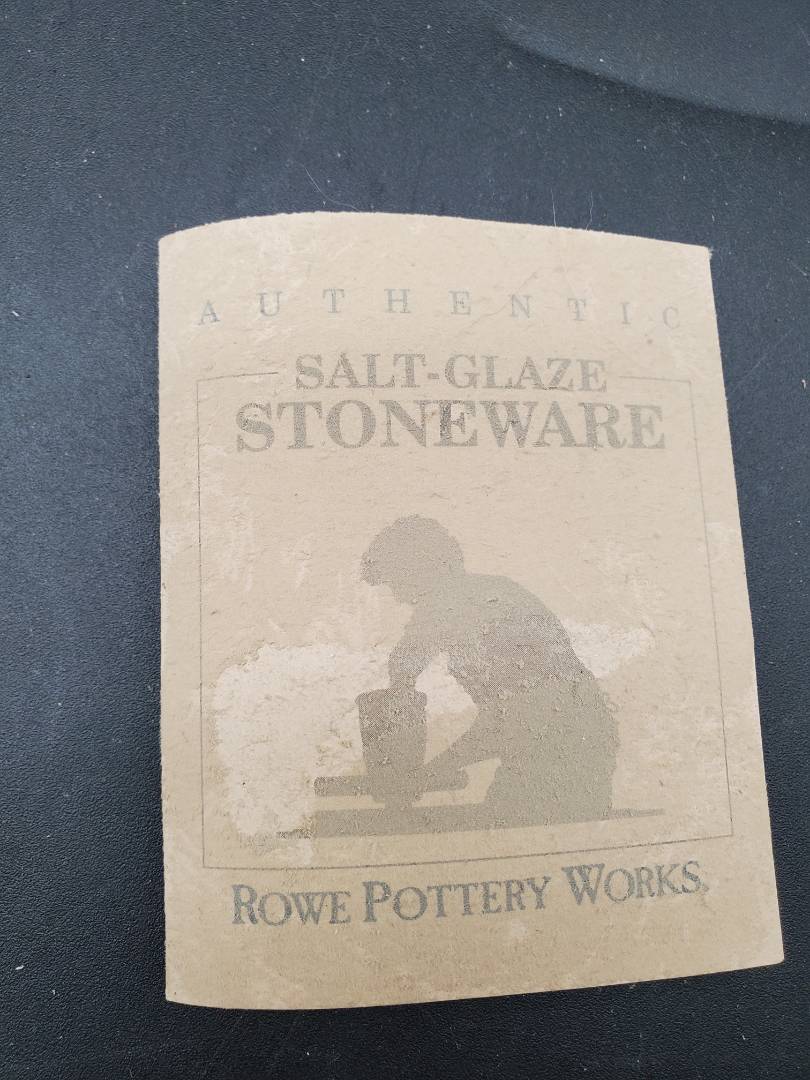 AUTHENTIC
SALT-GLAZE
STONEWARE
ROWE POTTERY WORKS